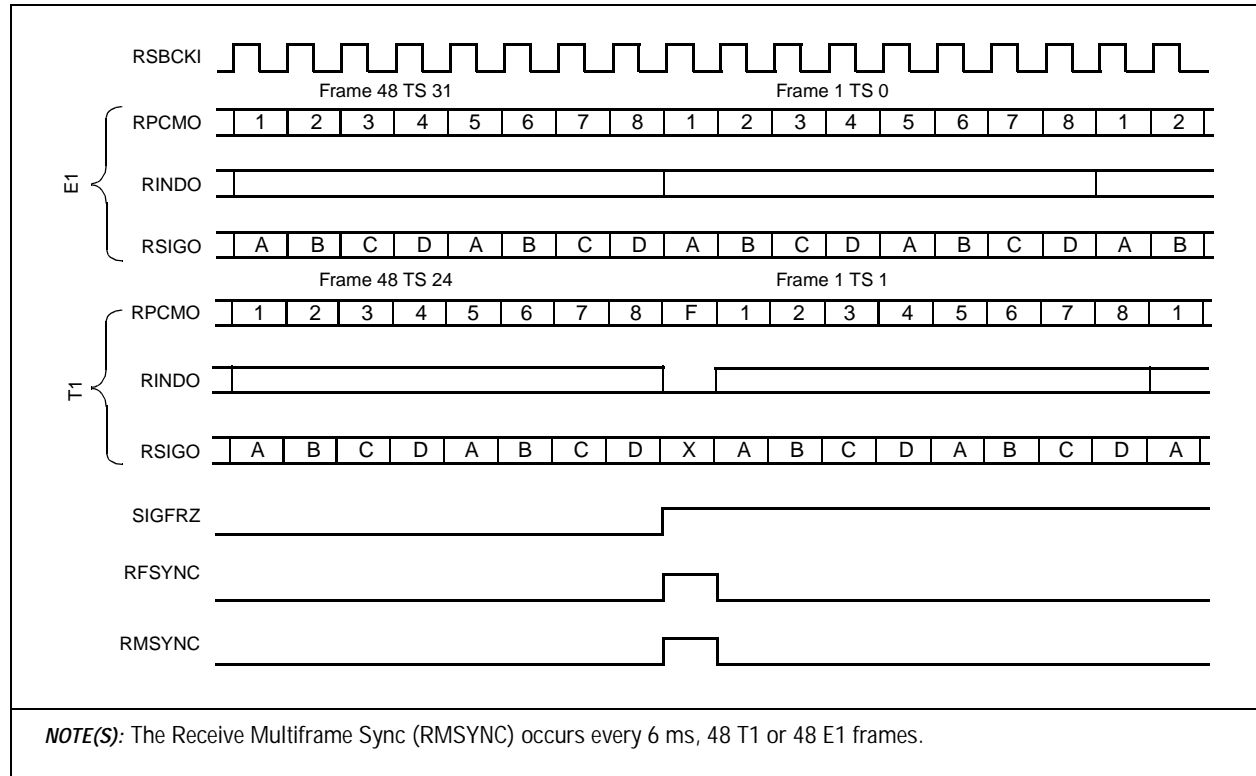 RSBCKI
Frame 48 TS 31 Frame 1 TS 0
E1
RPCMO 1 2 3 4 5 6 7 8 1 2 3 4 5 6 7 8 1 2
RINDO
RSIGO A B C D A B C D A B C D A B C D A B
Frame 48 TS 24 Frame 1 TS 1
T1
RPCMO 1 2 3 4 5 6 7 8 F 1 2 3 4 5 6 7 8 1
RINDO
RSIGO A B C D A B C D X A B C D A B C D A
SIGFRZ
RFSYNC
RMSYNC
NOTE(S): The Receive Multiframe Sync (RMSYNC) occurs every 6 ms, 48 T1 or 48 E1 frames.